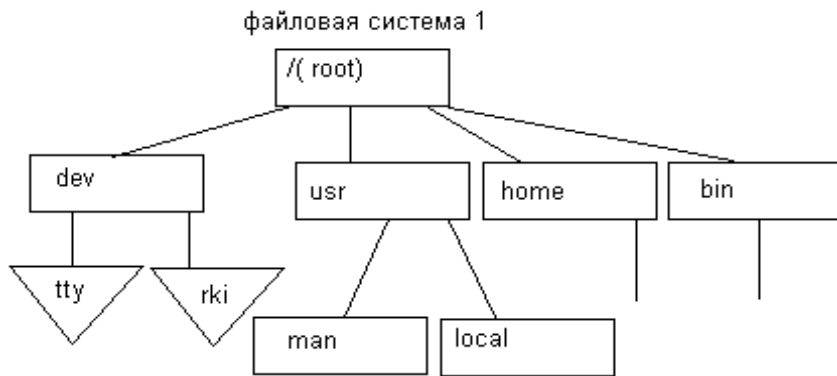 файловая система 1
/( root)
dev
usr
home
bin
tty
rki
man
local